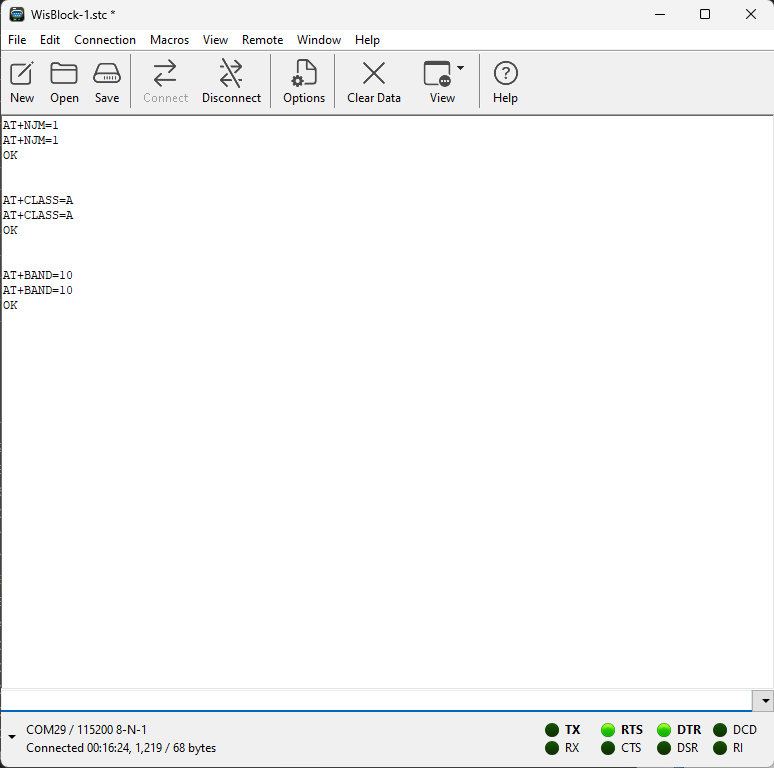 WisBlock-1.stc *
File Edit Connection Macros View Remote Window Help
New Open Save Connect Disconnect Options Clear Data View Help
AT+NJM=1
AT+NJM=1
OK
AT+CLASS=A
AT+CLASS=A
OK
AT+BAND=10
AT+BAND=10
OK
COM29 / 115200 8-N-1
TX RTS DTR DCD
Connected 00:16:24, 1,219 / 68 bytes
RX CTS DSR RI